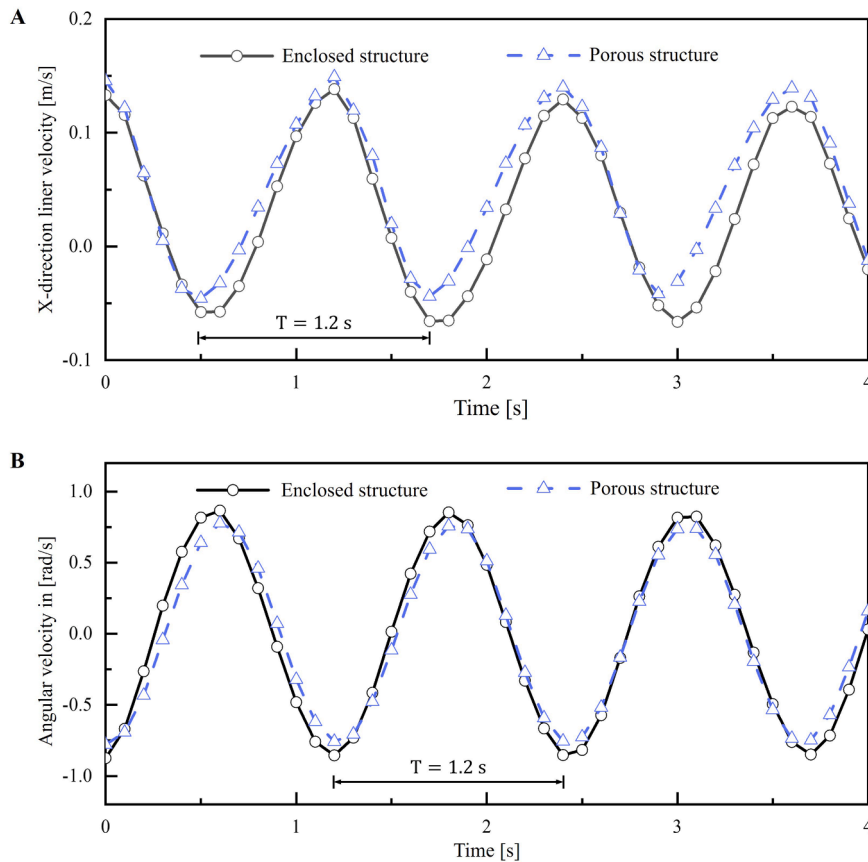 A
Enclosed structure
Porous structure
X-direction liner velocity [m/s]
0.2
0.1
0.0
-0.1
T = 1.2 s
0
1
2
3
4
Time [s]
B
Enclosed structure
Porous structure
Angular velocity in [rad/s]
1.0
0.5
0.0
-0.5
-1.0
T = 1.2 s
0
1
2
3
4
Time [s]